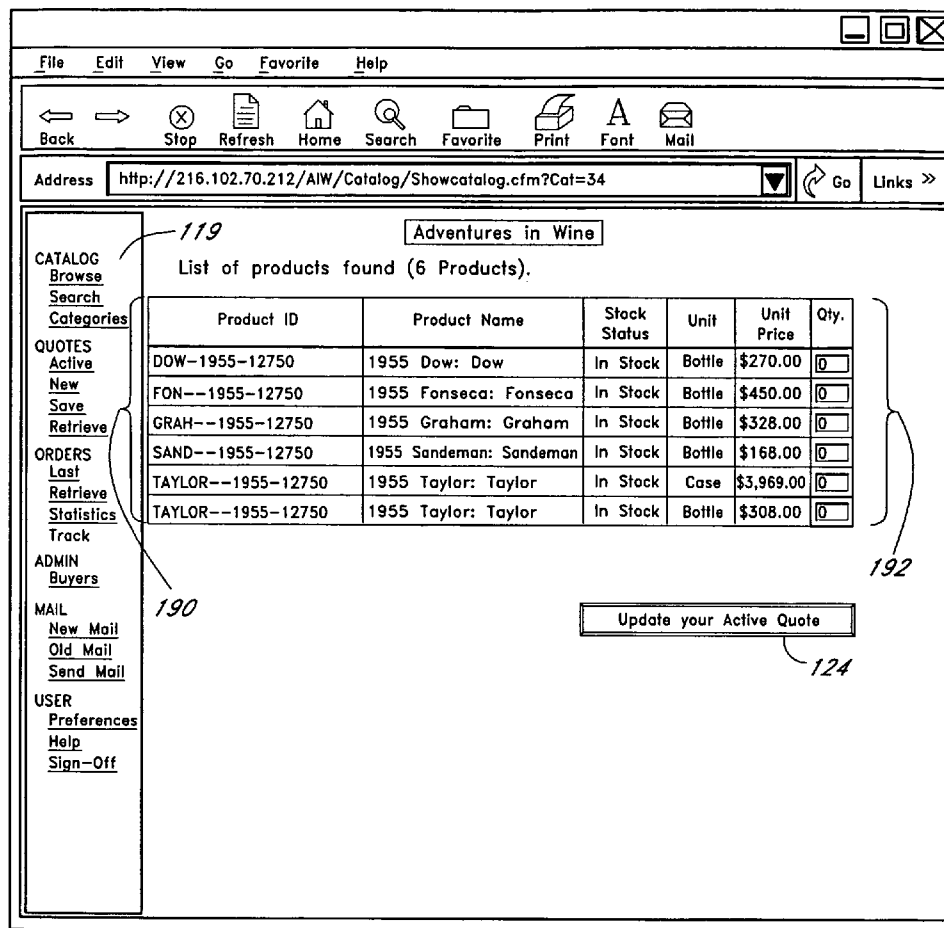 File Edit View Go Favorite Help
Back Stop Refresh Home Search Favorite Print Font Mail
Address http://216.102.70.212/AIW/Catalog/Showcatalog.cfm?Cat=34 Go Links »
119
CATALOG
Browse
Search
Categories
QUOTES
Active
New
Save
Retrieve
ORDERS
Last
Retrieve
Statistics
Track
ADMIN
Buyers
MAIL
New Mail
Old Mail
Send Mail
USER
Preferences
Help
Sign-Off
Adventures in Wine
List of products found (6 Products).
Product ID Product Name Stock Status Unit Unit Price Qty.
DOW-1955-12750 1955 Dow: Dow In Stock Bottle $270.00 0
FON--1955-12750 1955 Fonseca: Fonseca In Stock Bottle $450.00 0
GRAH--1955-12750 1955 Graham: Graham In Stock Bottle $328.00 0
SAND--1955-12750 1955 Sandeman: Sandeman In Stock Bottle $168.00 0
TAYLOR--1955-12750 1955 Taylor: Taylor In Stock Case $3,969.00 0
TAYLOR--1955-12750 1955 Taylor: Taylor In Stock Bottle $308.00 0
190
192
Update your Active Quote
124